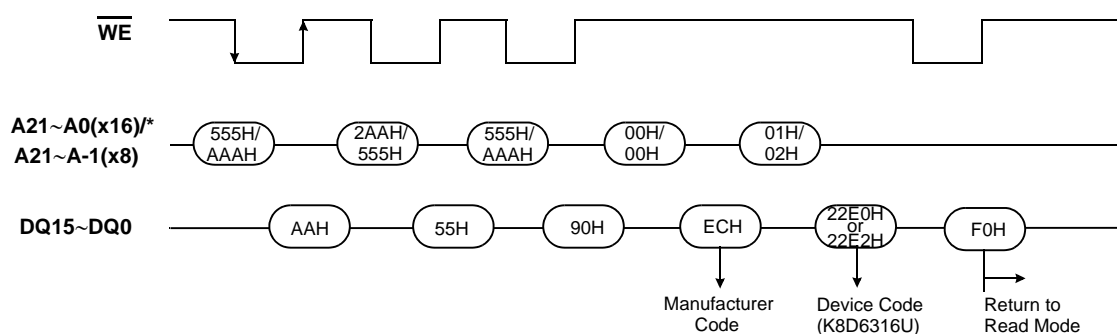 WE
A21~A0(x16)/*
A21~A-1(x8)
555H/
AAAH
2AAH/
555H
555H/
AAAH
00H/
00H
01H/
02H
DQ15~DQ0
AAH
55H
90H
ECH
22E0H
or
22E2H
F0H
Manufacturer
Code
Device Code
(K8D6316U)
Return to
Read Mode